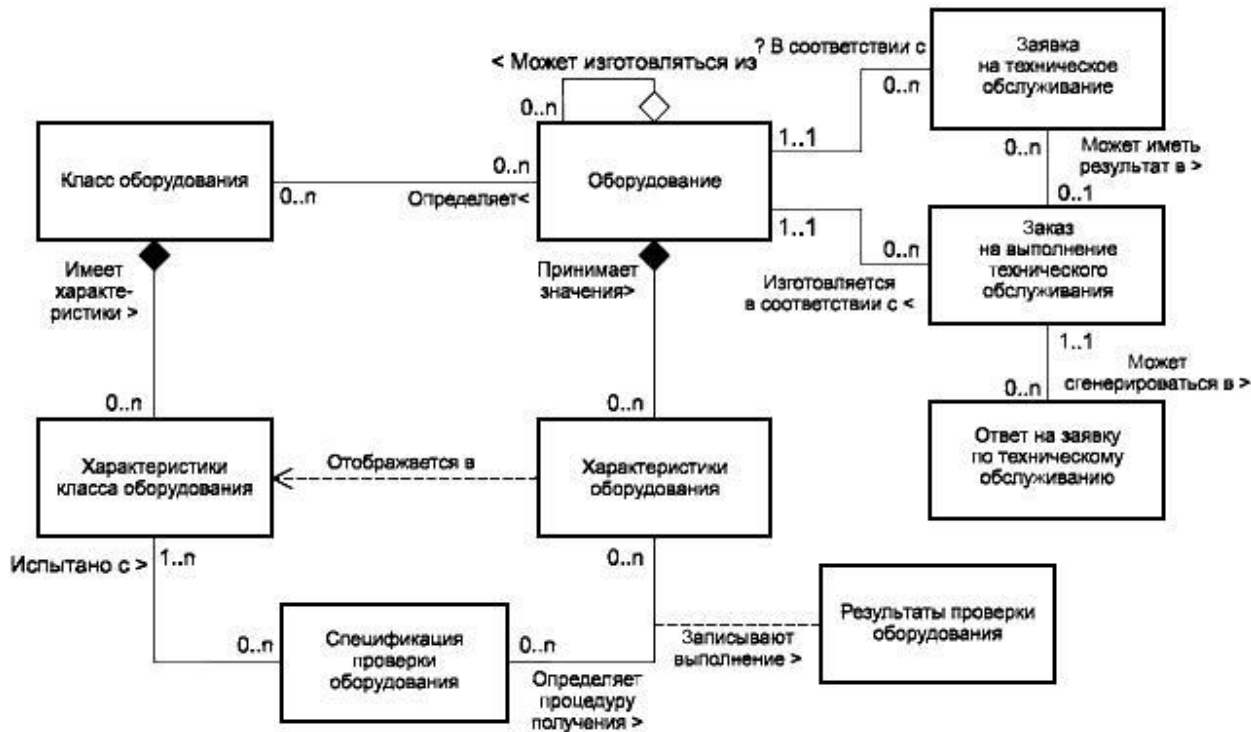 ? В соответствии с
Заявка
на техническое
обслуживание
< Может изготовляться из
0..n
0..n
1..1
0..n
Может иметь
результат в >
Класс оборудования
0..n
Оборудование
0..n
Определяет<
1..1
0..1
Заказ
на выполнение
технического
обслуживания
0..n
Изготовляется
в соответствии с <
Имеет
характе-
ристики >
Принимает
значения>
1..1
Может
сгенерироваться в >
0..n
0..n
0..n
Ответ на заявку
по техническому
обслуживанию
Характеристики
класса оборудования
Отображается в
Характеристики
оборудования
Испытано с >
1..n
0..n
Результаты проверки
оборудования
0..n
Спецификация
проверки
оборудования
0..n
Записывают
выполнение >
Определяет
процедуру
получения >